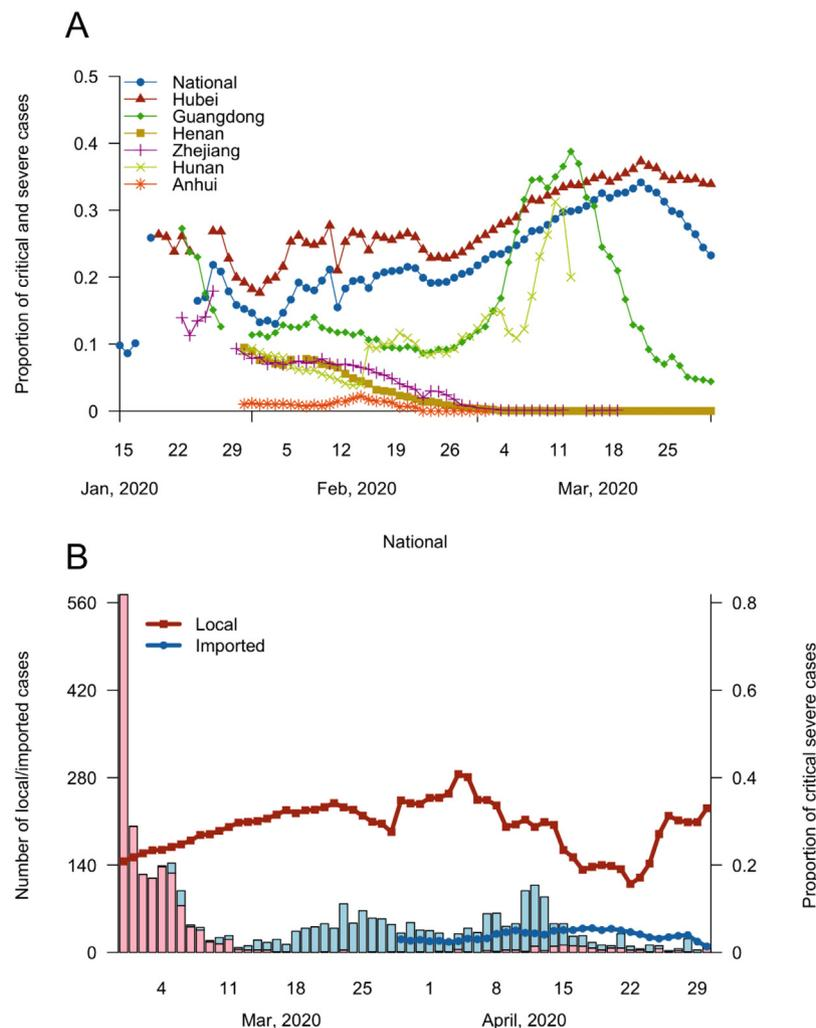 A
0.5
0.4
0.3
0.2
0.1
0
Proportion of critical and severe cases
National
Hubei
Guangdong
Henan
Zhejiang
Hunan
Anhui
15 22 29 5 12 19 26 4 11 18 25
Jan, 2020 Feb, 2020 Mar, 2020
B
National
560
420
280
140
0
Number of local/imported cases
Local
Imported
0.8
0.6
0.4
0.2
0
Proportion of critical severe cases
4 11 18 25 1 8 15 22 29
Mar, 2020 April, 2020